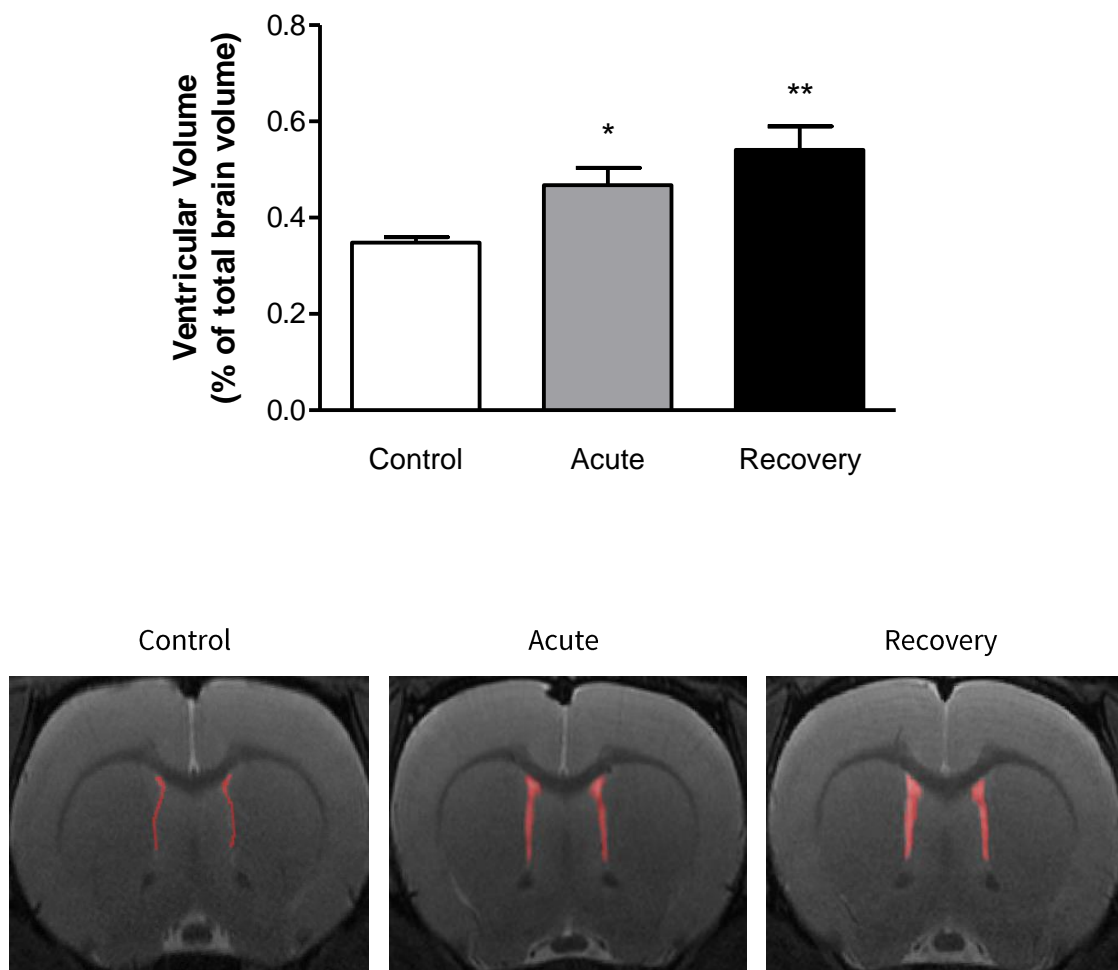 Ventricular Volume
(% of total brain volume)
0.8
0.6
0.4
0.2
0.0
*
**
Control
Acute
Recovery
Control
Acute
Recovery